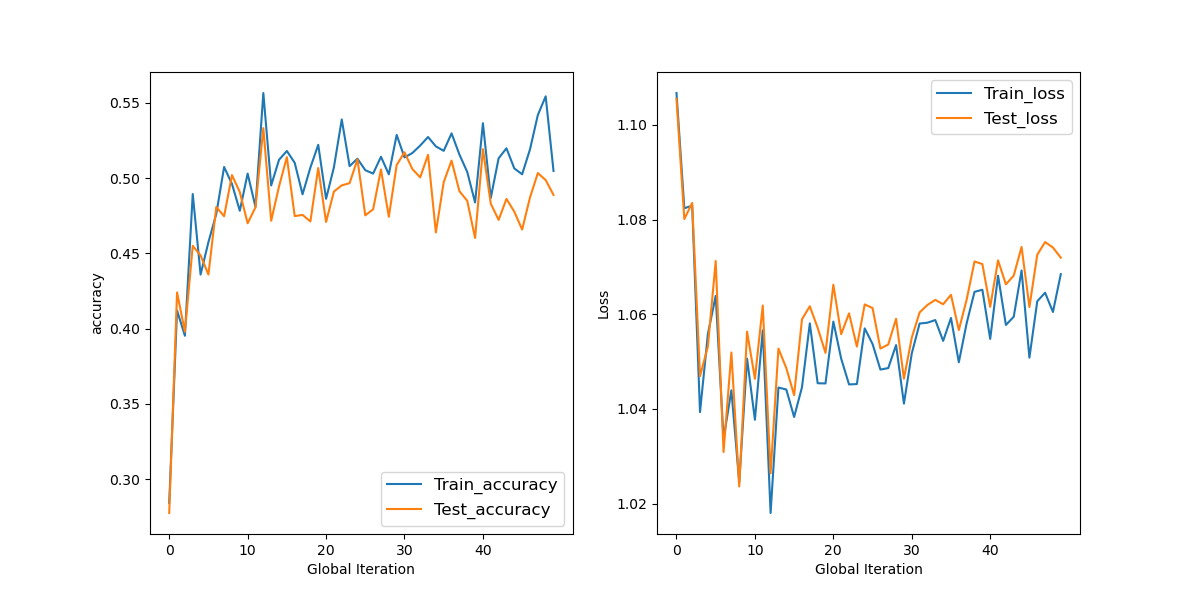 0.55
0.50
0.45
0.40
0.35
0.30
accuracy
0
10
20
30
40
Global Iteration
Train_accuracy
Test_accuracy
1.10
1.08
1.06
1.04
1.02
Loss
0
10
20
30
40
Global Iteration
Train_loss
Test_loss